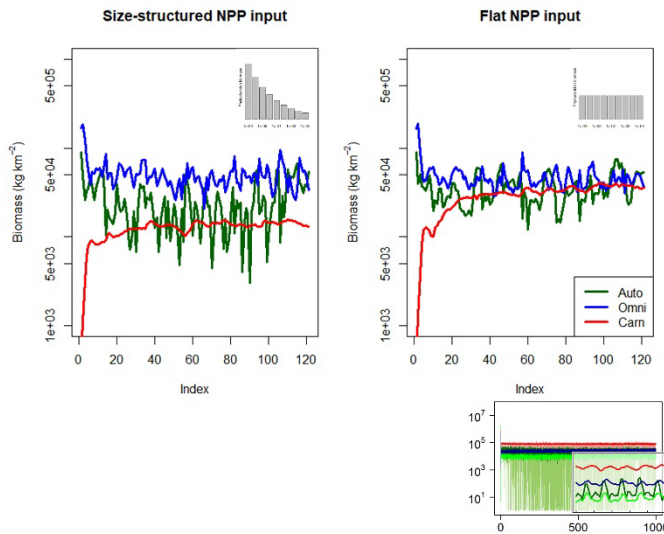 Size-structured NPP input
Flat NPP input
Biomass (kg km⁻²)
5e+05
5e+04
5e+03
1e+03
0 20 40 60 80 100 120
Index
Biomass (kg km⁻²)
5e+05
5e+04
5e+03
1e+03
Auto
Omni
Carn
0 20 40 60 80 100 120
Index
10⁷
10⁵
10³
10¹
0 500 1000